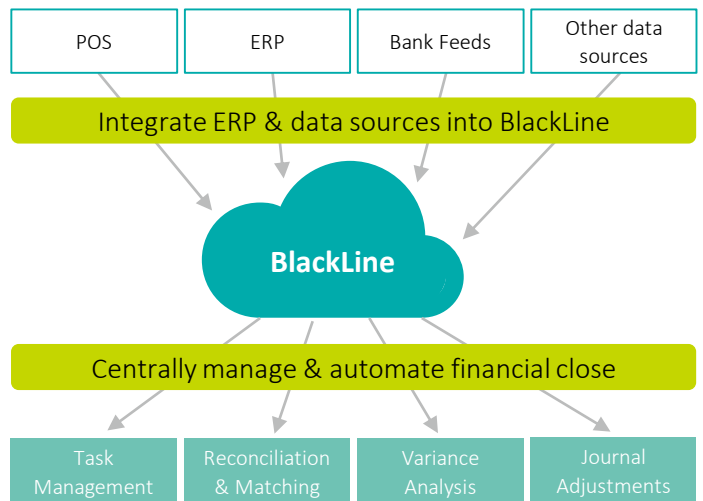 POS
ERP
Bank Feeds
Other data
sources
Integrate ERP & data sources into BlackLine
BlackLine
Centrally manage & automate financial close
Task
Management
Reconciliation
& Matching
Variance
Analysis
Journal
Adjustments